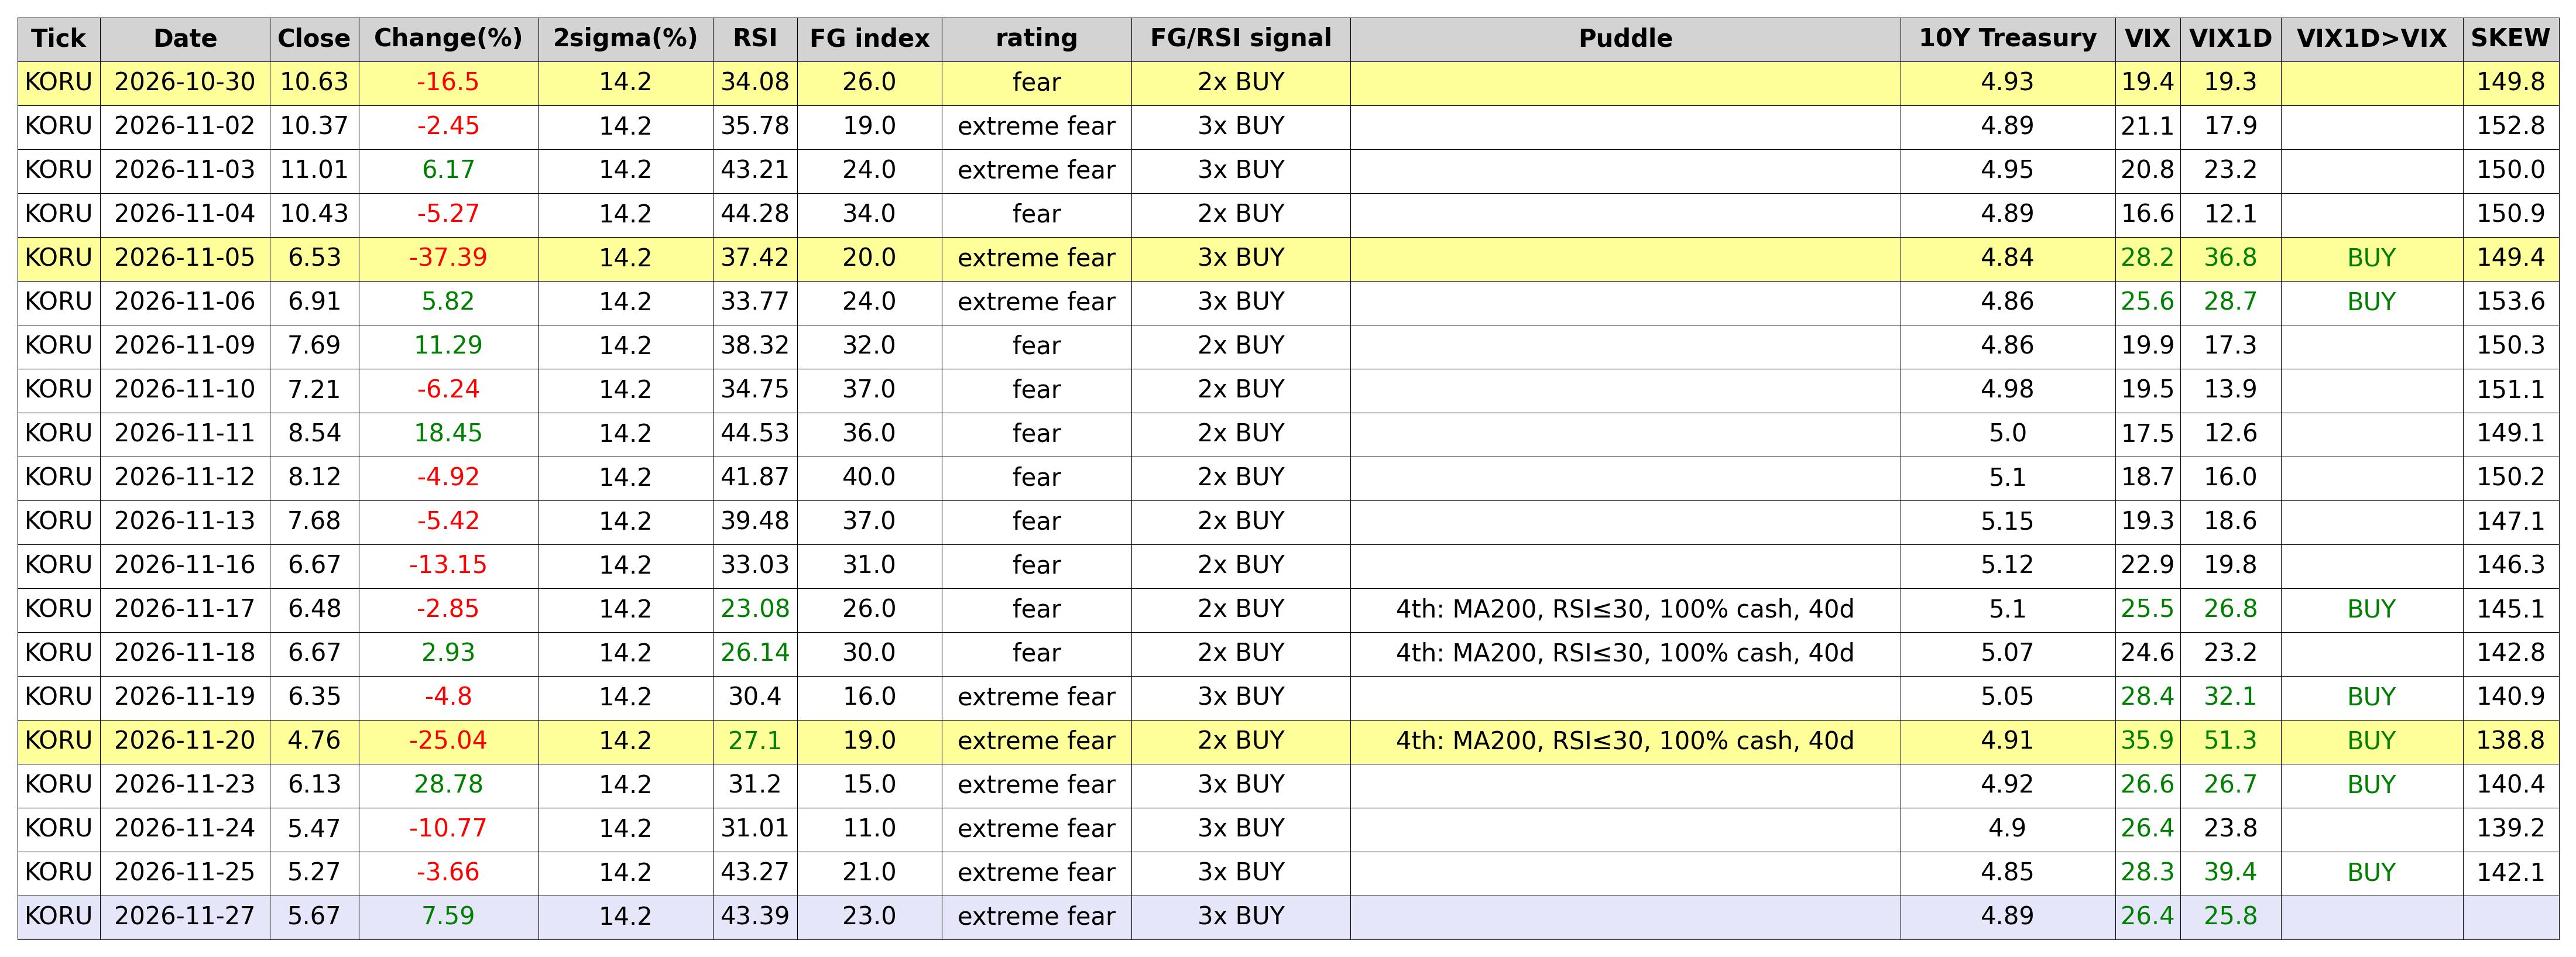 Tick Date Close Change(%) 2sigma(%) RSI FG index rating FG/RSI signal Puddle 10Y Treasury VIX VIX1D VIX1D>VIX SKEW
KORU 2026-10-30 10.63 -16.5 14.2 34.08 26.0 fear 2x BUY 4.93 19.4 19.3 149.8
KORU 2026-11-02 10.37 -2.45 14.2 35.78 19.0 extreme fear 3x BUY 4.89 21.1 17.9 152.8
KORU 2026-11-03 11.01 6.17 14.2 43.21 24.0 extreme fear 3x BUY 4.95 20.8 23.2 150.0
KORU 2026-11-04 10.43 -5.27 14.2 44.28 34.0 fear 2x BUY 4.89 16.6 12.1 150.9
KORU 2026-11-05 6.53 -37.39 14.2 37.42 20.0 extreme fear 3x BUY 4.84 28.2 36.8 BUY 149.4
KORU 2026-11-06 6.91 5.82 14.2 33.77 24.0 extreme fear 3x BUY 4.86 25.6 28.7 BUY 153.6
KORU 2026-11-09 7.69 11.29 14.2 38.32 32.0 fear 2x BUY 4.86 19.9 17.3 150.3
KORU 2026-11-10 7.21 -6.24 14.2 34.75 37.0 fear 2x BUY 4.98 19.5 13.9 151.1
KORU 2026-11-11 8.54 18.45 14.2 44.53 36.0 fear 2x BUY 5.0 17.5 12.6 149.1
KORU 2026-11-12 8.12 -4.92 14.2 41.87 40.0 fear 2x BUY 5.1 18.7 16.0 150.2
KORU 2026-11-13 7.68 -5.42 14.2 39.48 37.0 fear 2x BUY 5.15 19.3 18.6 147.1
KORU 2026-11-16 6.67 -13.15 14.2 33.03 31.0 fear 2x BUY 5.12 22.9 19.8 146.3
KORU 2026-11-17 6.48 -2.85 14.2 23.08 26.0 fear 2x BUY 4th: MA200, RSI≤30, 100% cash, 40d 5.1 25.5 26.8 BUY 145.1
KORU 2026-11-18 6.67 2.93 14.2 26.14 30.0 fear 2x BUY 4th: MA200, RSI≤30, 100% cash, 40d 5.07 24.6 23.2 142.8
KORU 2026-11-19 6.35 -4.8 14.2 30.4 16.0 extreme fear 3x BUY 5.05 28.4 32.1 BUY 140.9
KORU 2026-11-20 4.76 -25.04 14.2 27.1 19.0 extreme fear 2x BUY 4th: MA200, RSI≤30, 100% cash, 40d 4.91 35.9 51.3 BUY 138.8
KORU 2026-11-23 6.13 28.78 14.2 31.2 15.0 extreme fear 3x BUY 4.92 26.6 26.7 BUY 140.4
KORU 2026-11-24 5.47 -10.77 14.2 31.01 11.0 extreme fear 3x BUY 4.9 26.4 23.8 139.2
KORU 2026-11-25 5.27 -3.66 14.2 43.27 21.0 extreme fear 3x BUY 4.85 28.3 39.4 BUY 142.1
KORU 2026-11-27 5.67 7.59 14.2 43.39 23.0 extreme fear 3x BUY 4.89 26.4 25.8